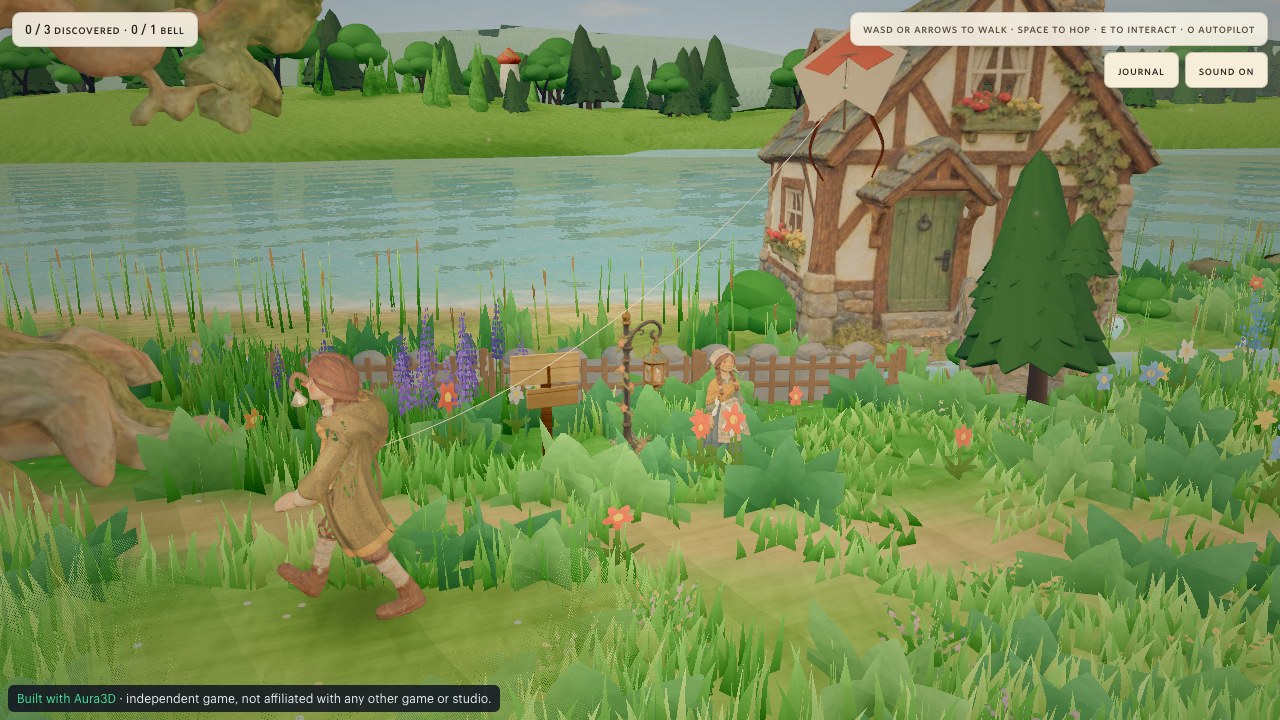 0 / 3 DISCOVERED · 0 / 1 BELL
WASD OR ARROWS TO WALK · SPACE TO HOP · E TO INTERACT · O AUTOPILOT
JOURNAL
SOUND ON
Built with Aura3D · independent game, not affiliated with any other game or studio.